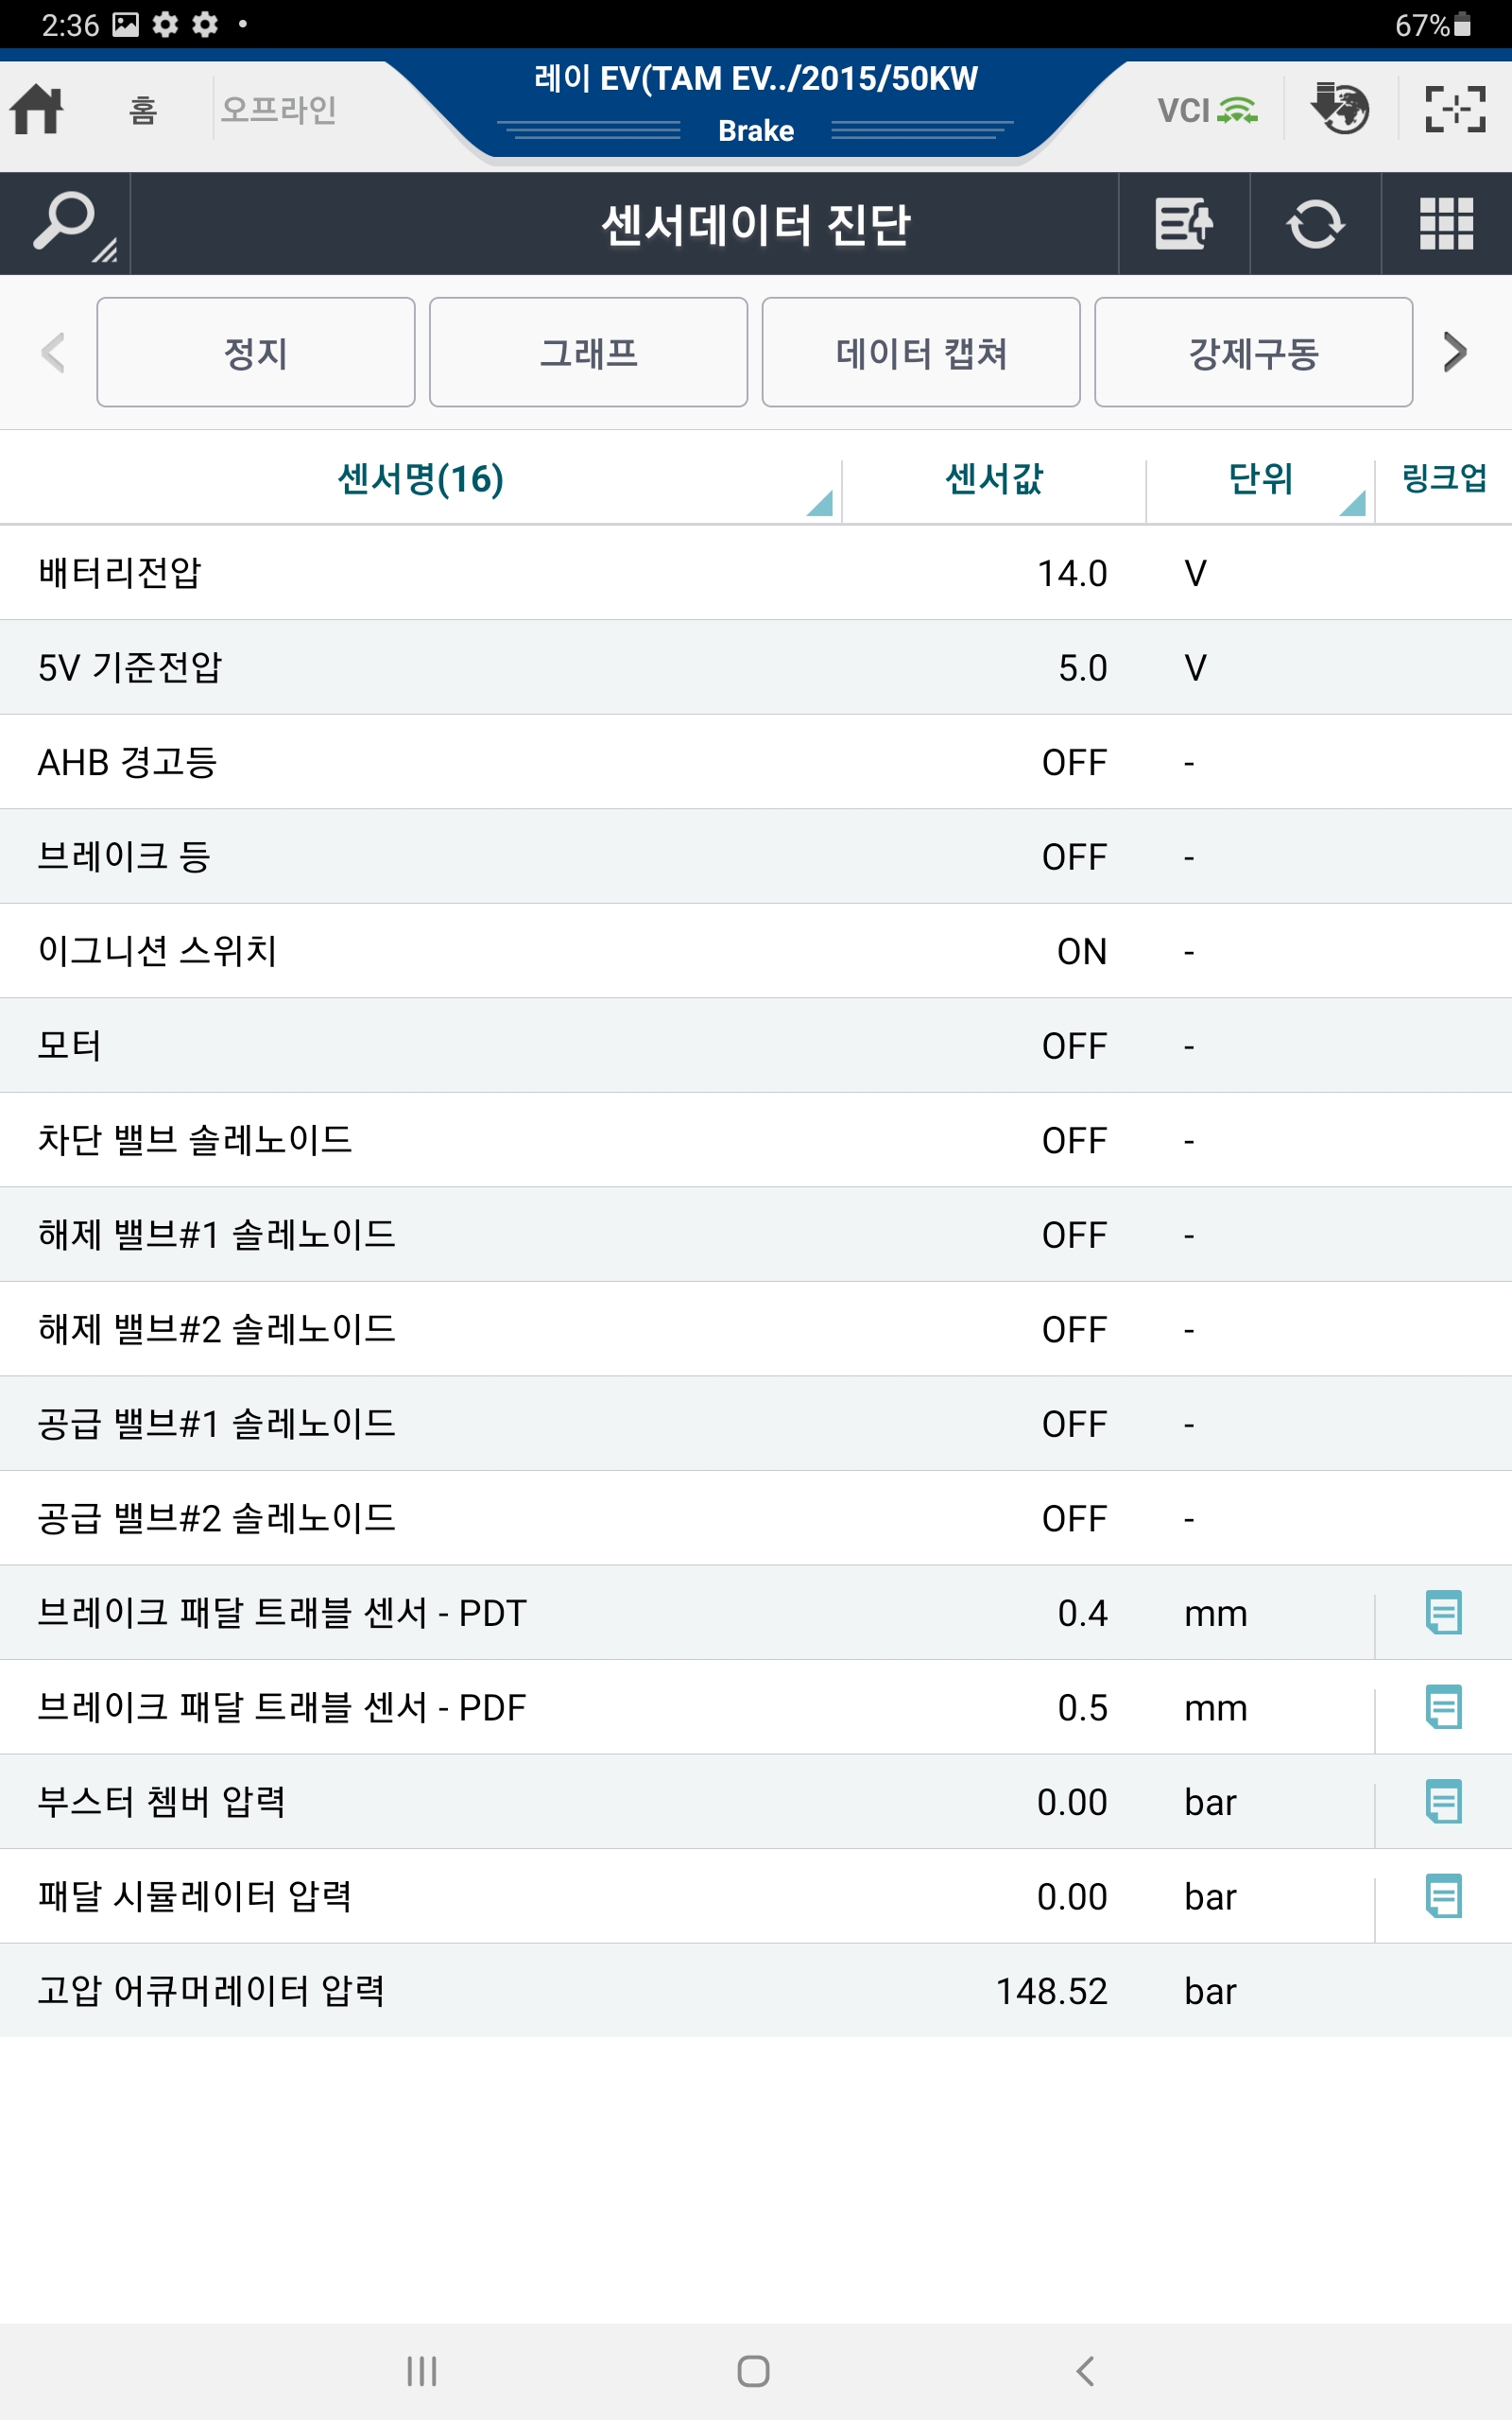 2:36
67%
홈
오프라인
레이 EV(TAM EV../2015/50KW
Brake
VCI
센서데이터 진단
정지
그래프
데이터 캡쳐
강제구동
센서명(16) 센서값 단위 링크업
배터리전압 14.0 V
5V 기준전압 5.0 V
AHB 경고등 OFF -
브레이크 등 OFF -
이그니션 스위치 ON -
모터 OFF -
차단 밸브 솔레노이드 OFF -
해제 밸브#1 솔레노이드 OFF -
해제 밸브#2 솔레노이드 OFF -
공급 밸브#1 솔레노이드 OFF -
공급 밸브#2 솔레노이드 OFF -
브레이크 패달 트래블 센서 - PDT 0.4 mm
브레이크 패달 트래블 센서 - PDF 0.5 mm
부스터 쳄버 압력 0.00 bar
패달 시뮬레이터 압력 0.00 bar
고압 어큐머레이터 압력 148.52 bar